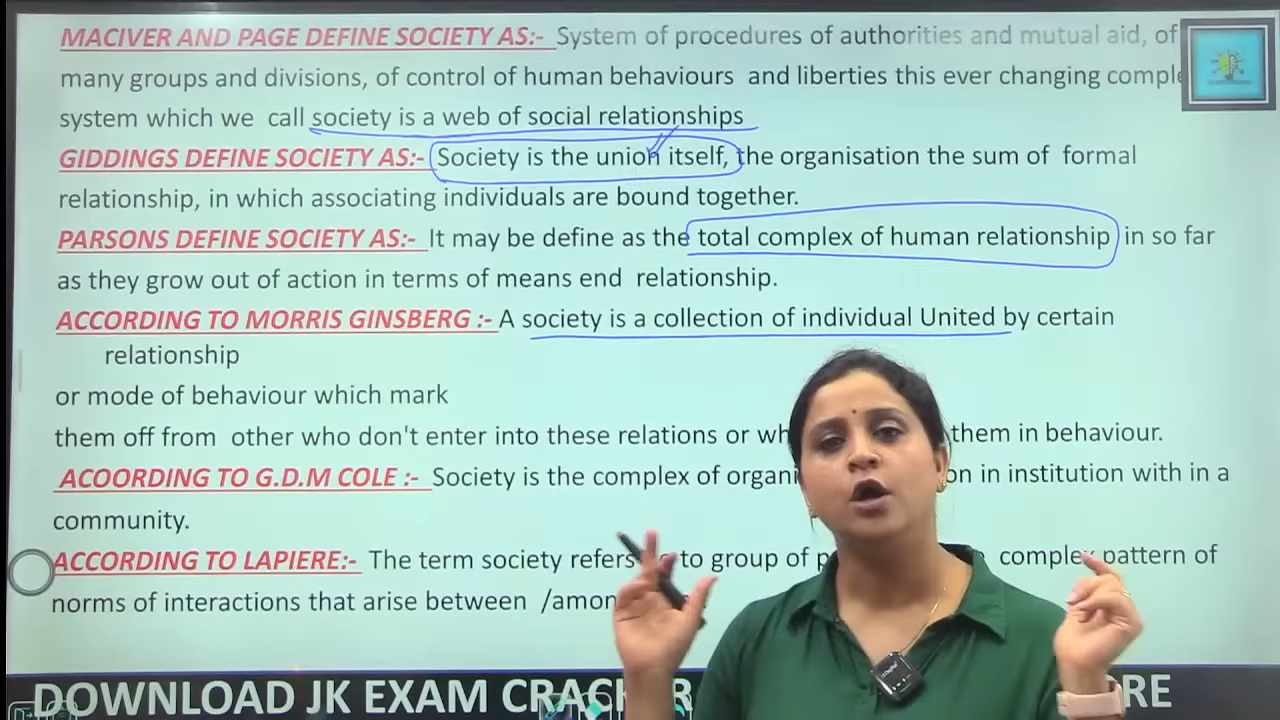 MACIVER AND PAGE DEFINE SOCIETY AS:- System of procedures of authorities and mutual aid, of
many groups and divisions, of control of human behaviours and liberties this ever changing
system which we call society is a web of social relationships
GIDDINGS DEFINE SOCIETY AS:- Society is the union itself, the organisation the sum of formal
relationship, in which associating individuals are bound together.
PARSONS DEFINE SOCIETY AS:- It may be define as the total complex of human relationship in so far
as they grow out of action in terms of means end relationship.
ACCORDING TO MORRIS GINSBERG :- A society is a collection of individual United by certain
relationship
or mode of behaviour which mark
them off from other who don't enter into these relations or them in behaviour.
ACOORDING TO G.D.M COLE :- Society is the complex of in institution with in a
community.
ACCORDING TO LAPIERE:- The term society refers to group of complex pattern of
norms of interactions that arise between
DOWNLOAD JK EXAM